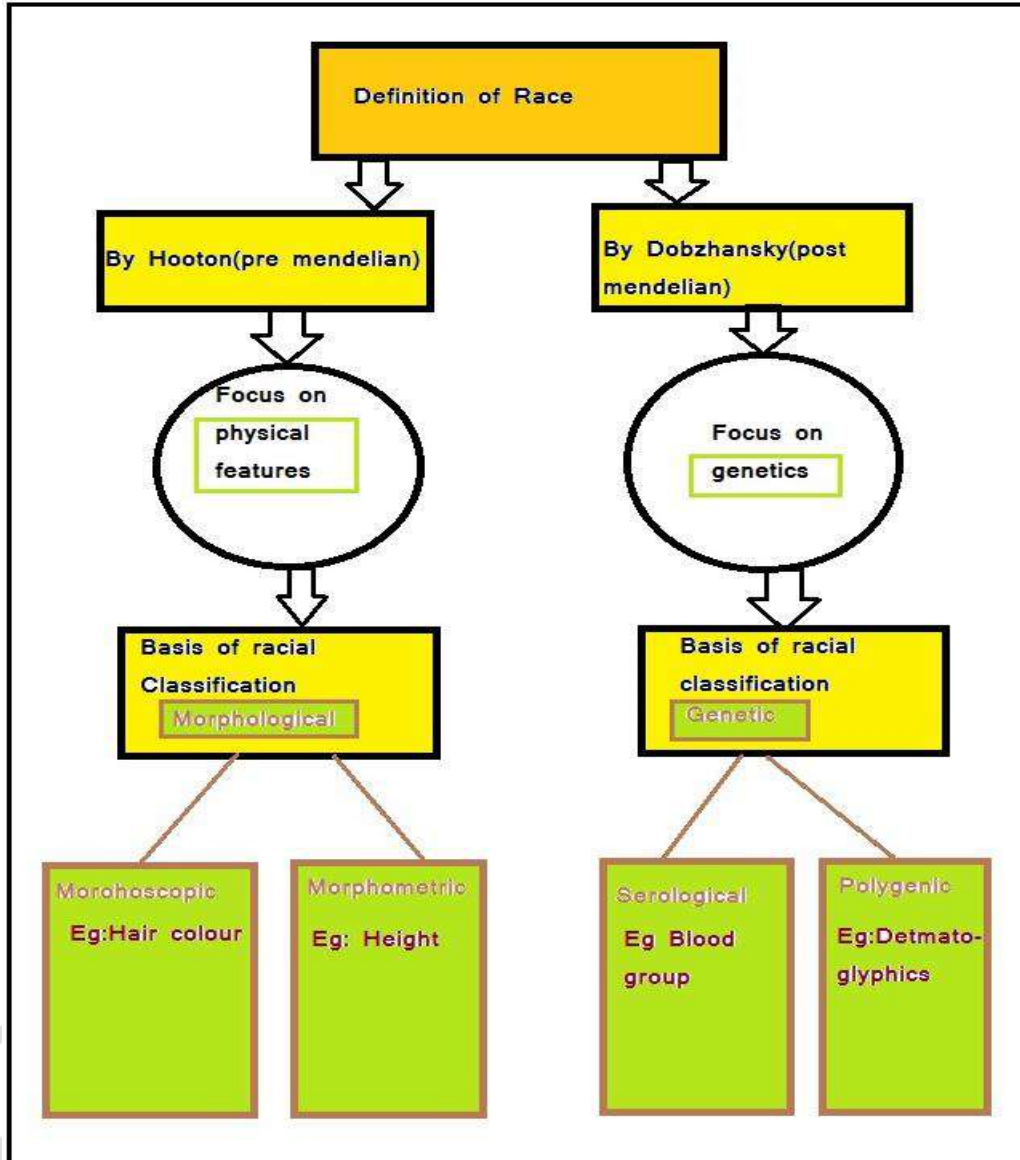 Definition of Race
By Hooton(pre mendelian)
By Dobzhansky(post
mendelian)
Focus on
physical
features
Focus on
genetics
Basis of racial
Classification
Morphological
Basis of racial
classification
Genetic
Morohoscopic
Eg:Hair colour
Morphometric
Eg: Height
Serological
Eg Blood
group
Polygenic
Eg:Detmato-
glyphics